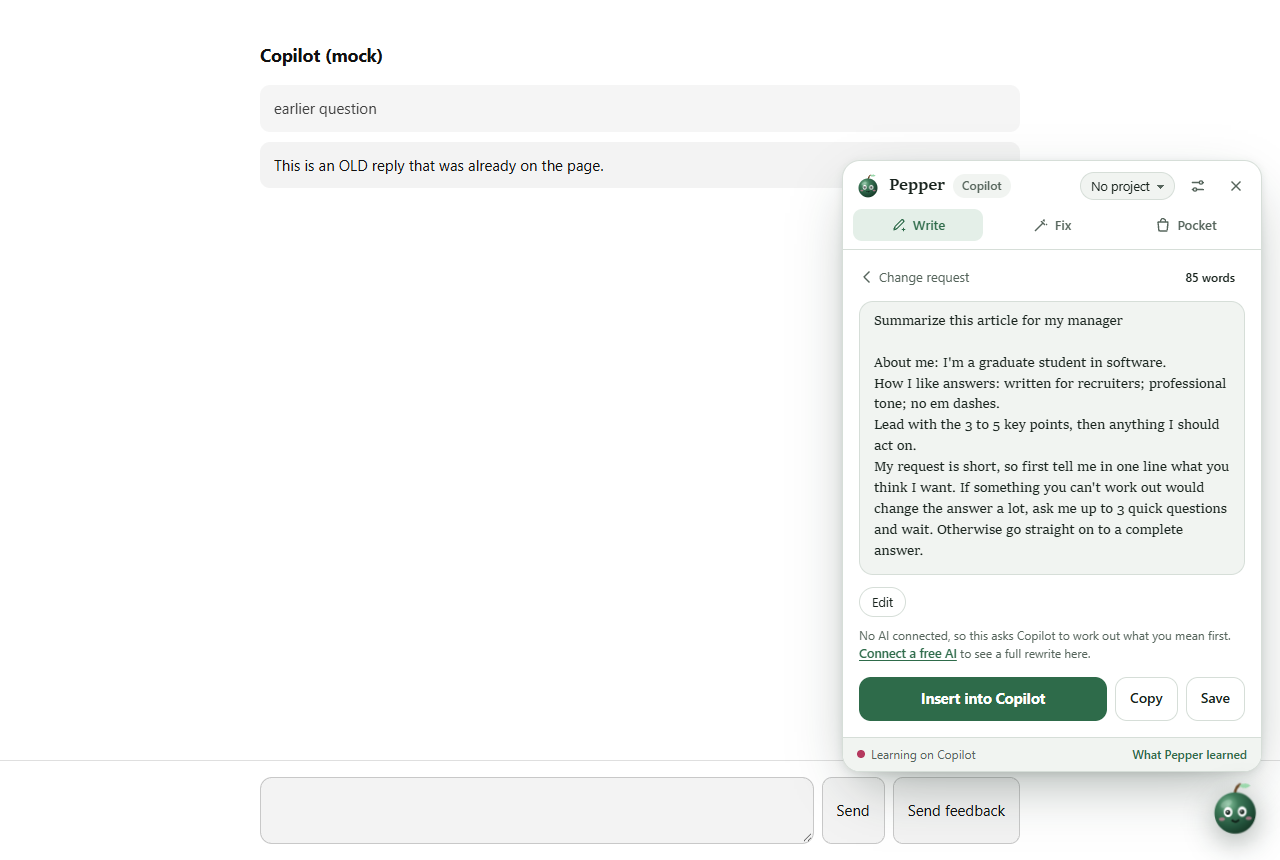 Copilot (mock)
earlier question
This is an OLD reply that was already on the page.
Pepper
Copilot
No project
Write
Fix
Pocket
Change request
85 words
Summarize this article for my manager
About me: I'm a graduate student in software.
How I like answers: written for recruiters; professional
tone; no em dashes.
Lead with the 3 to 5 key points, then anything I should
act on.
My request is short, so first tell me in one line what you
think I want. If something you can't work out would
change the answer a lot, ask me up to 3 quick questions
and wait. Otherwise go straight on to a complete
answer.
Edit
No AI connected, so this asks Copilot to work out what you mean first.
Connect a free AI to see a full rewrite here.
Insert into Copilot
Copy
Save
Learning on Copilot
What Pepper learned
Send
Send feedback